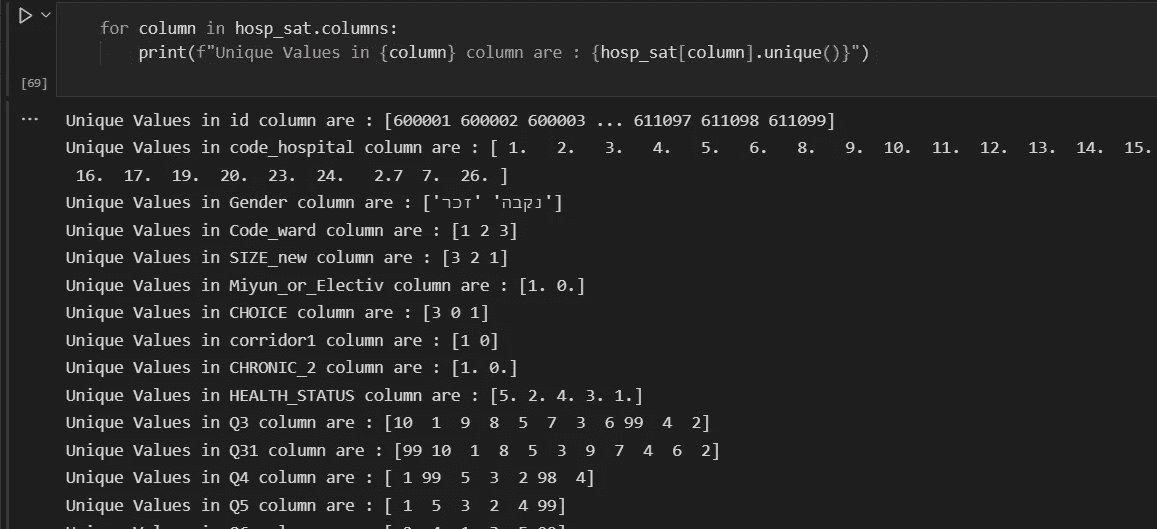 for column in hosp_sat.columns:
print(f"Unique Values in {column} column are : {hosp_sat[column].unique()}")
[69]
... Unique Values in id column are : [600001 600002 600003 ... 611097 611098 611099]
Unique Values in code_hospital column are : [ 1. 2. 3. 4. 5. 6. 8. 9. 10. 11. 12. 13. 14. 15.
16. 17. 19. 20. 23. 24. 2.7 7. 26. ]
Unique Values in Gender column are : ['נקבה' 'זכר']
Unique Values in Code_ward column are : [1 2 3]
Unique Values in SIZE_new column are : [3 2 1]
Unique Values in Miyun_or_Electiv column are : [1. 0.]
Unique Values in CHOICE column are : [3 0 1]
Unique Values in corridor1 column are : [1 0]
Unique Values in CHRONIC_2 column are : [1. 0.]
Unique Values in HEALTH_STATUS column are : [5. 2. 4. 3. 1.]
Unique Values in Q3 column are : [10 1 9 8 5 7 3 6 99 4 2]
Unique Values in Q31 column are : [99 10 1 8 5 3 9 7 4 6 2]
Unique Values in Q4 column are : [ 1 99 5 3 2 98 4]
Unique Values in Q5 column are : [ 1 5 3 2 4 99]